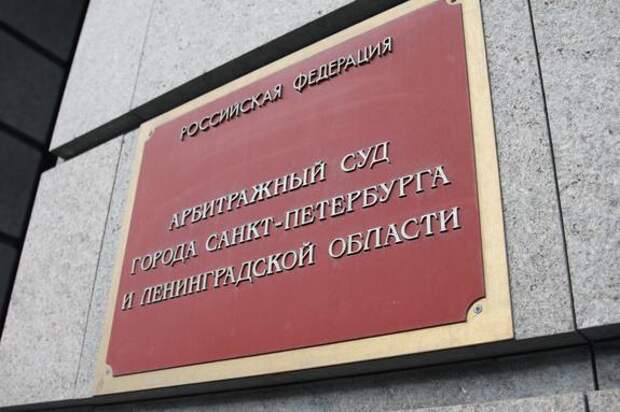 РОССИЙСКАЯ ФЕДЕРАЦИЯ
АРБИТРАЖНЫЙ СУД
ГОРОДА САНКТ-ПЕТЕРБУРГА
И ЛЕНИНГРАДСКОЙ ОБЛАСТИ